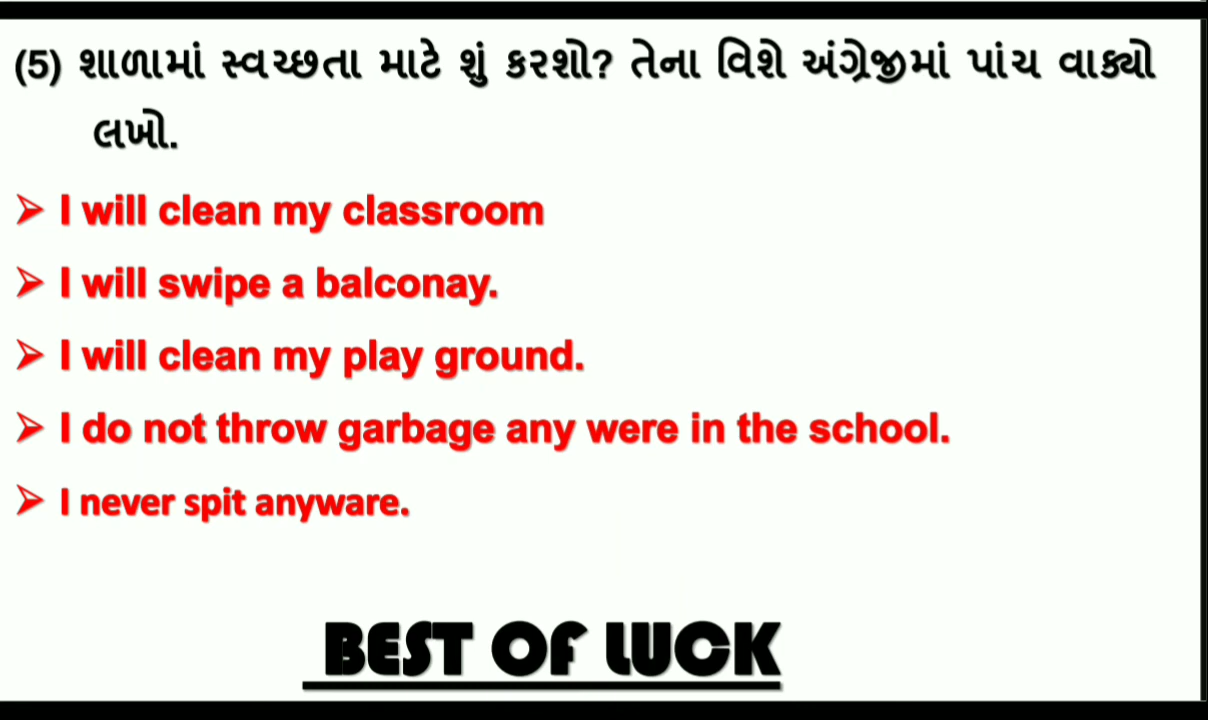 (5) શાળામાં સ્વચ્છતા માટે શું કરશો? તેના વિશે અંગ્રેજીમાં પાંચ વાક્યો
લખો.
➢ I will clean my classroom
➢ I will swipe a balconay.
➢ I will clean my play ground.
➢ I do not throw garbage any were in the school.
➢ I never spit anyware.
BEST OF LUCK